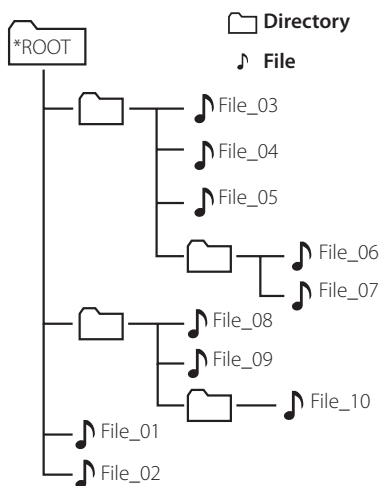 Directory
File
*ROOT
File_03
File_04
File_05
File_06
File_07
File_08
File_09
File_10
File_01
File_02